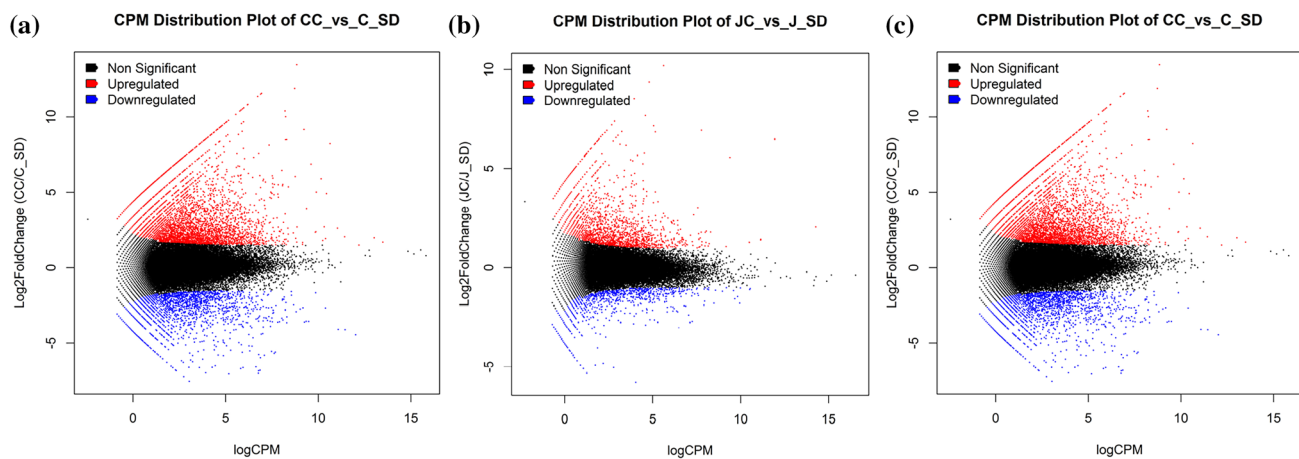 (a)
CPM Distribution Plot of CC_vs_C_SD
Non Significant
Upregulated
Downregulated
Log2FoldChange (CC/C_SD)
10
5
0
-5
0
5
10
15
logCPM
(b)
CPM Distribution Plot of JC_vs_J_SD
Non Significant
Upregulated
Downregulated
Log2FoldChange (JC/J_SD)
10
5
0
-5
0
5
10
15
logCPM
(c)
CPM Distribution Plot of CC_vs_C_SD
Non Significant
Upregulated
Downregulated
Log2FoldChange (CC/C_SD)
10
5
0
-5
0
5
10
15
logCPM